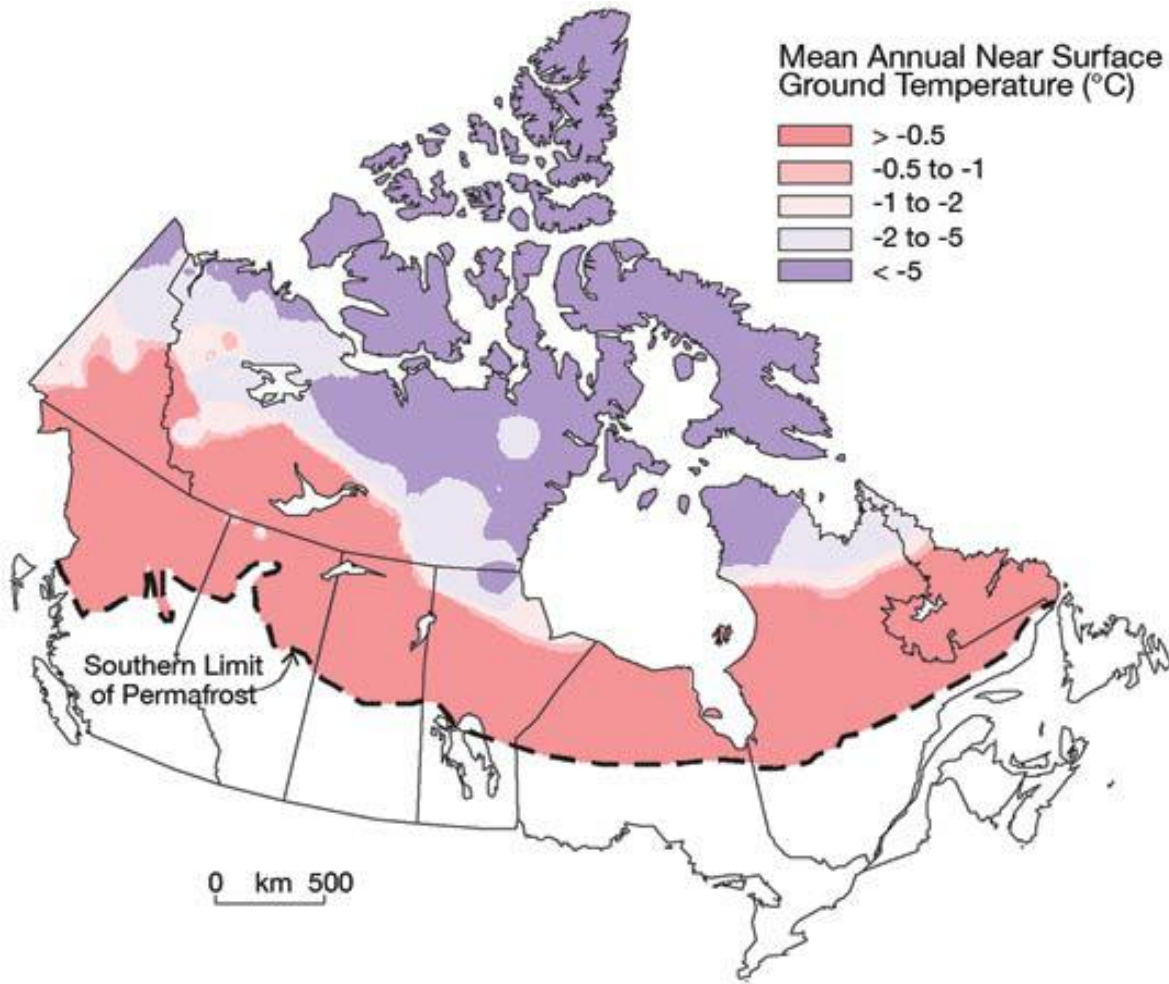 Mean Annual Near Surface
Ground Temperature (°C)
> -0.5
-0.5 to -1
-1 to -2
-2 to -5
< -5
Southern Limit
of Permafrost
0 km 500